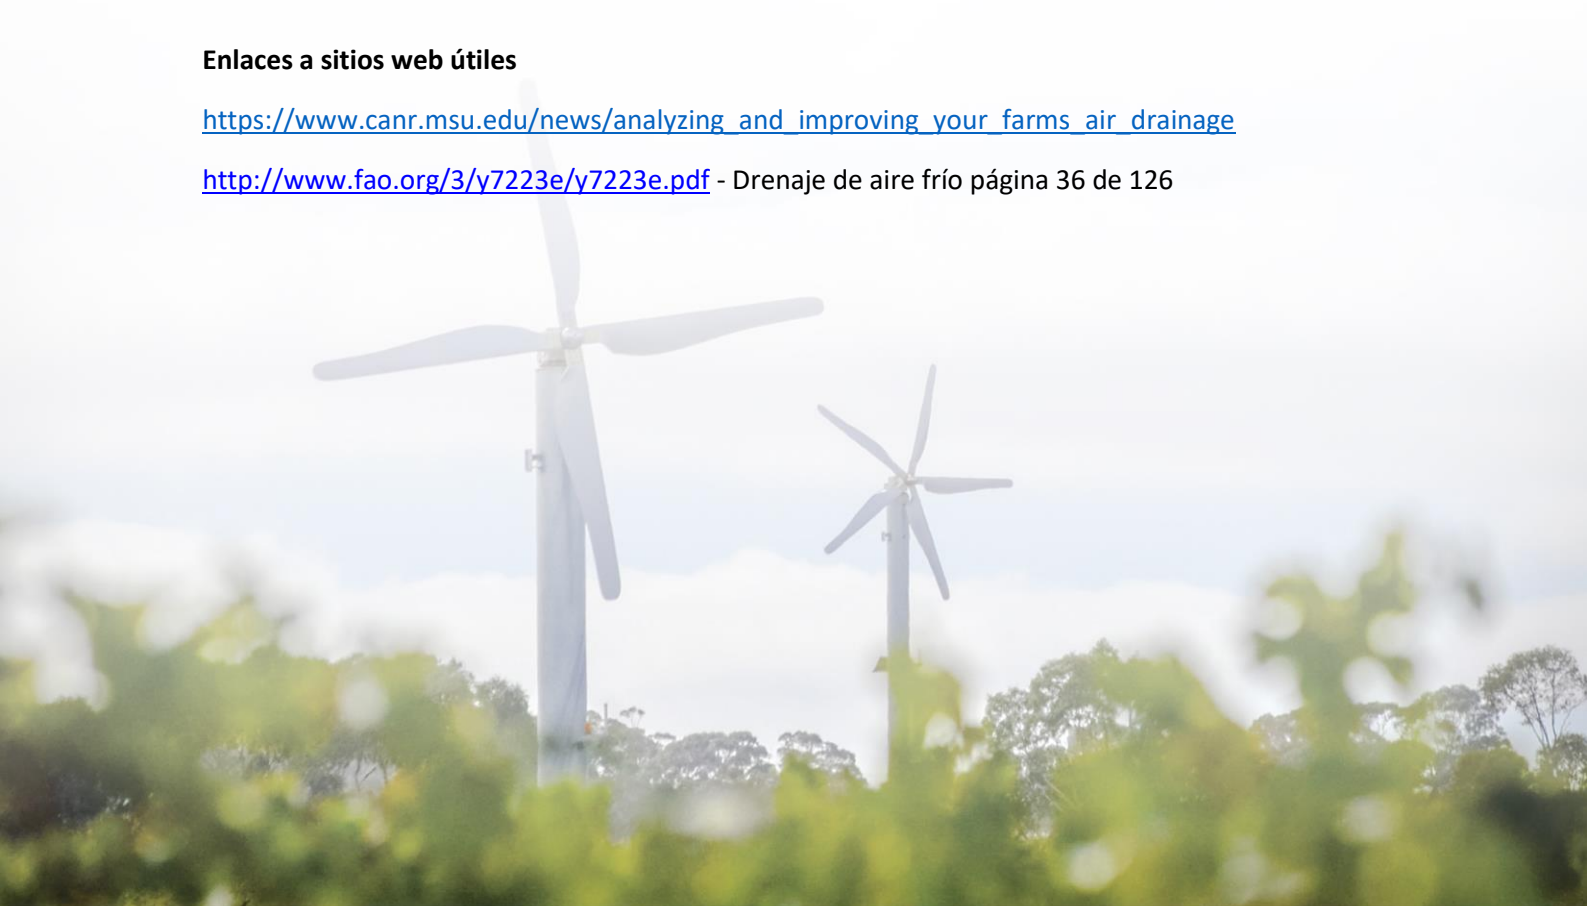 Enlaces a sitios web útiles
https://www.canr.msu.edu/news/analyzing_and_improving_your_farms_air_drainage
http://www.fao.org/3/y7223e/y7223e.pdf - Drenaje de aire frío página 36 de 126